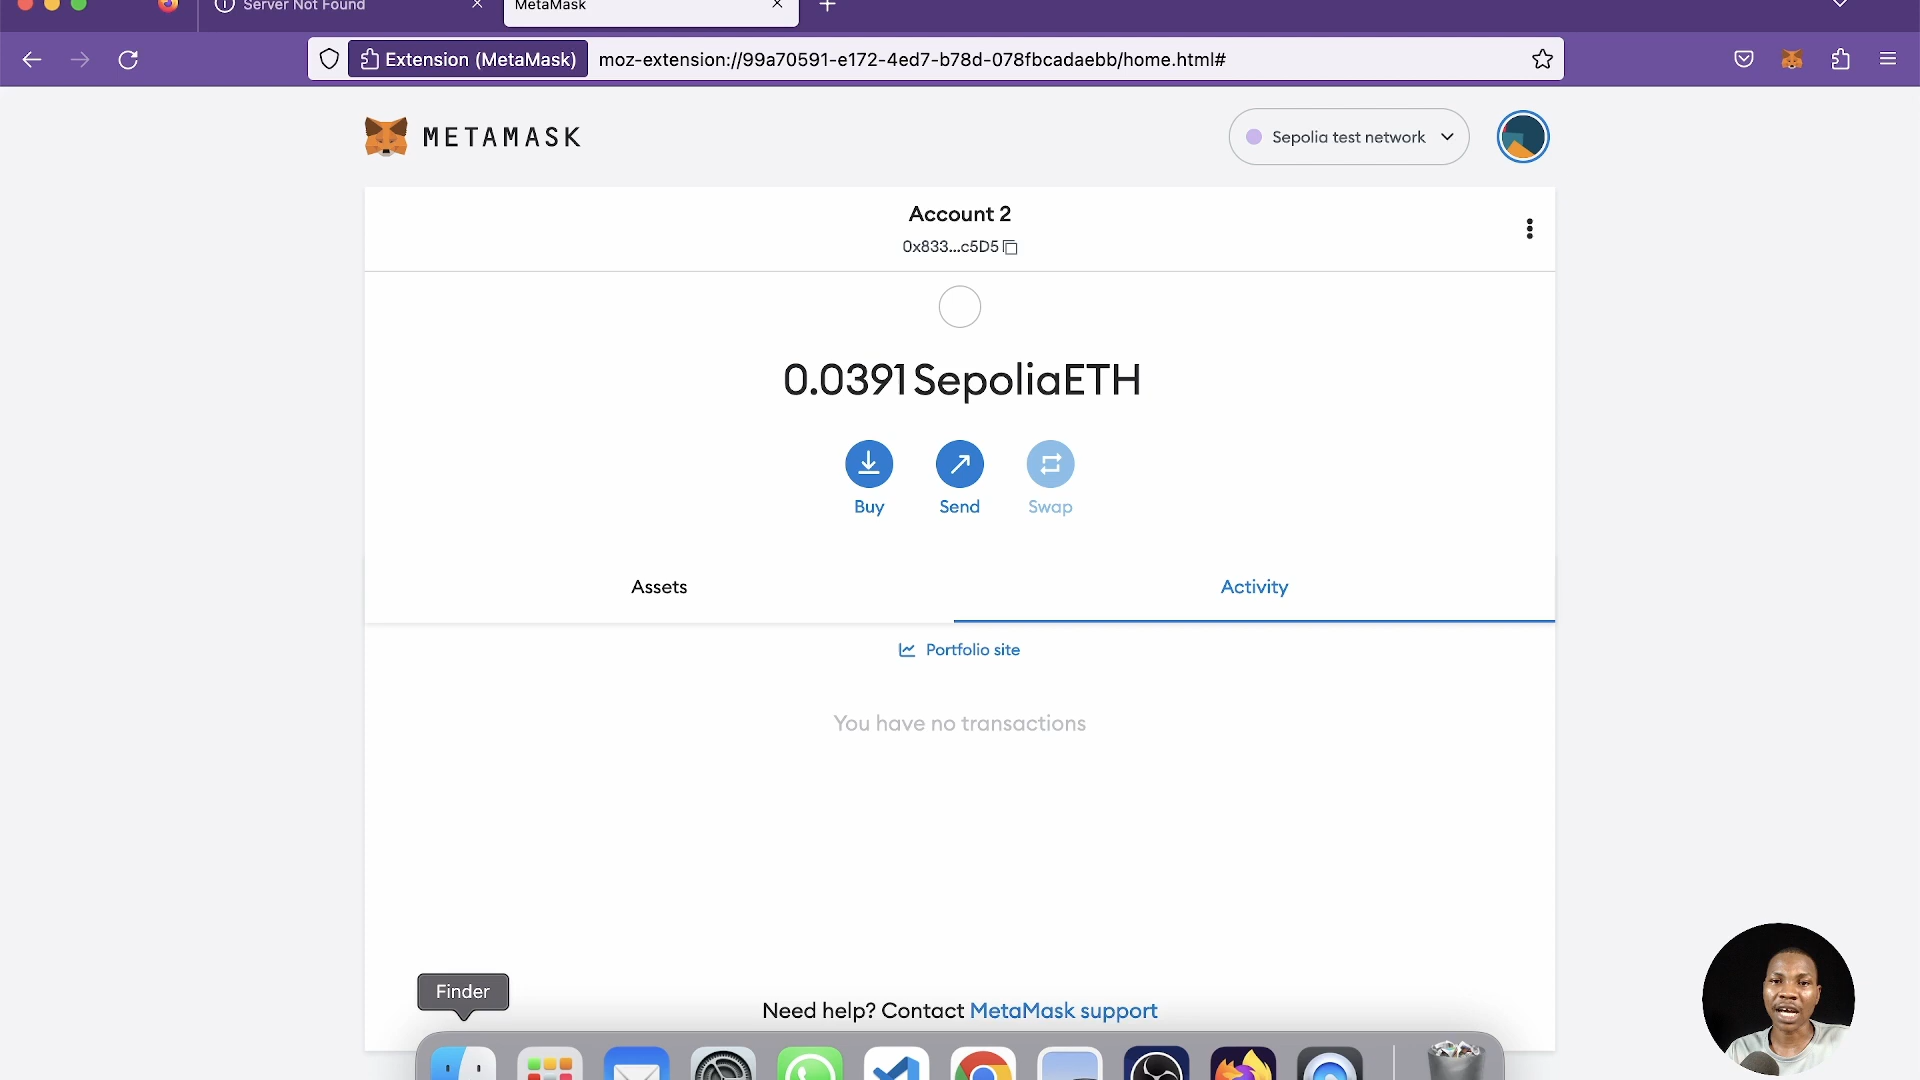 Server Not Found
MetaMask
Extension (MetaMask)
moz-extension://99a70591-e172-4ed7-b78d-078fbcadaebb/home.html#
METAMASK
Sepolia test network
Account 2
0x833...c5D5
0.0391 SepoliaETH
Buy
Send
Swap
Assets
Activity
Portfolio site
You have no transactions
Finder
Need help? Contact MetaMask support